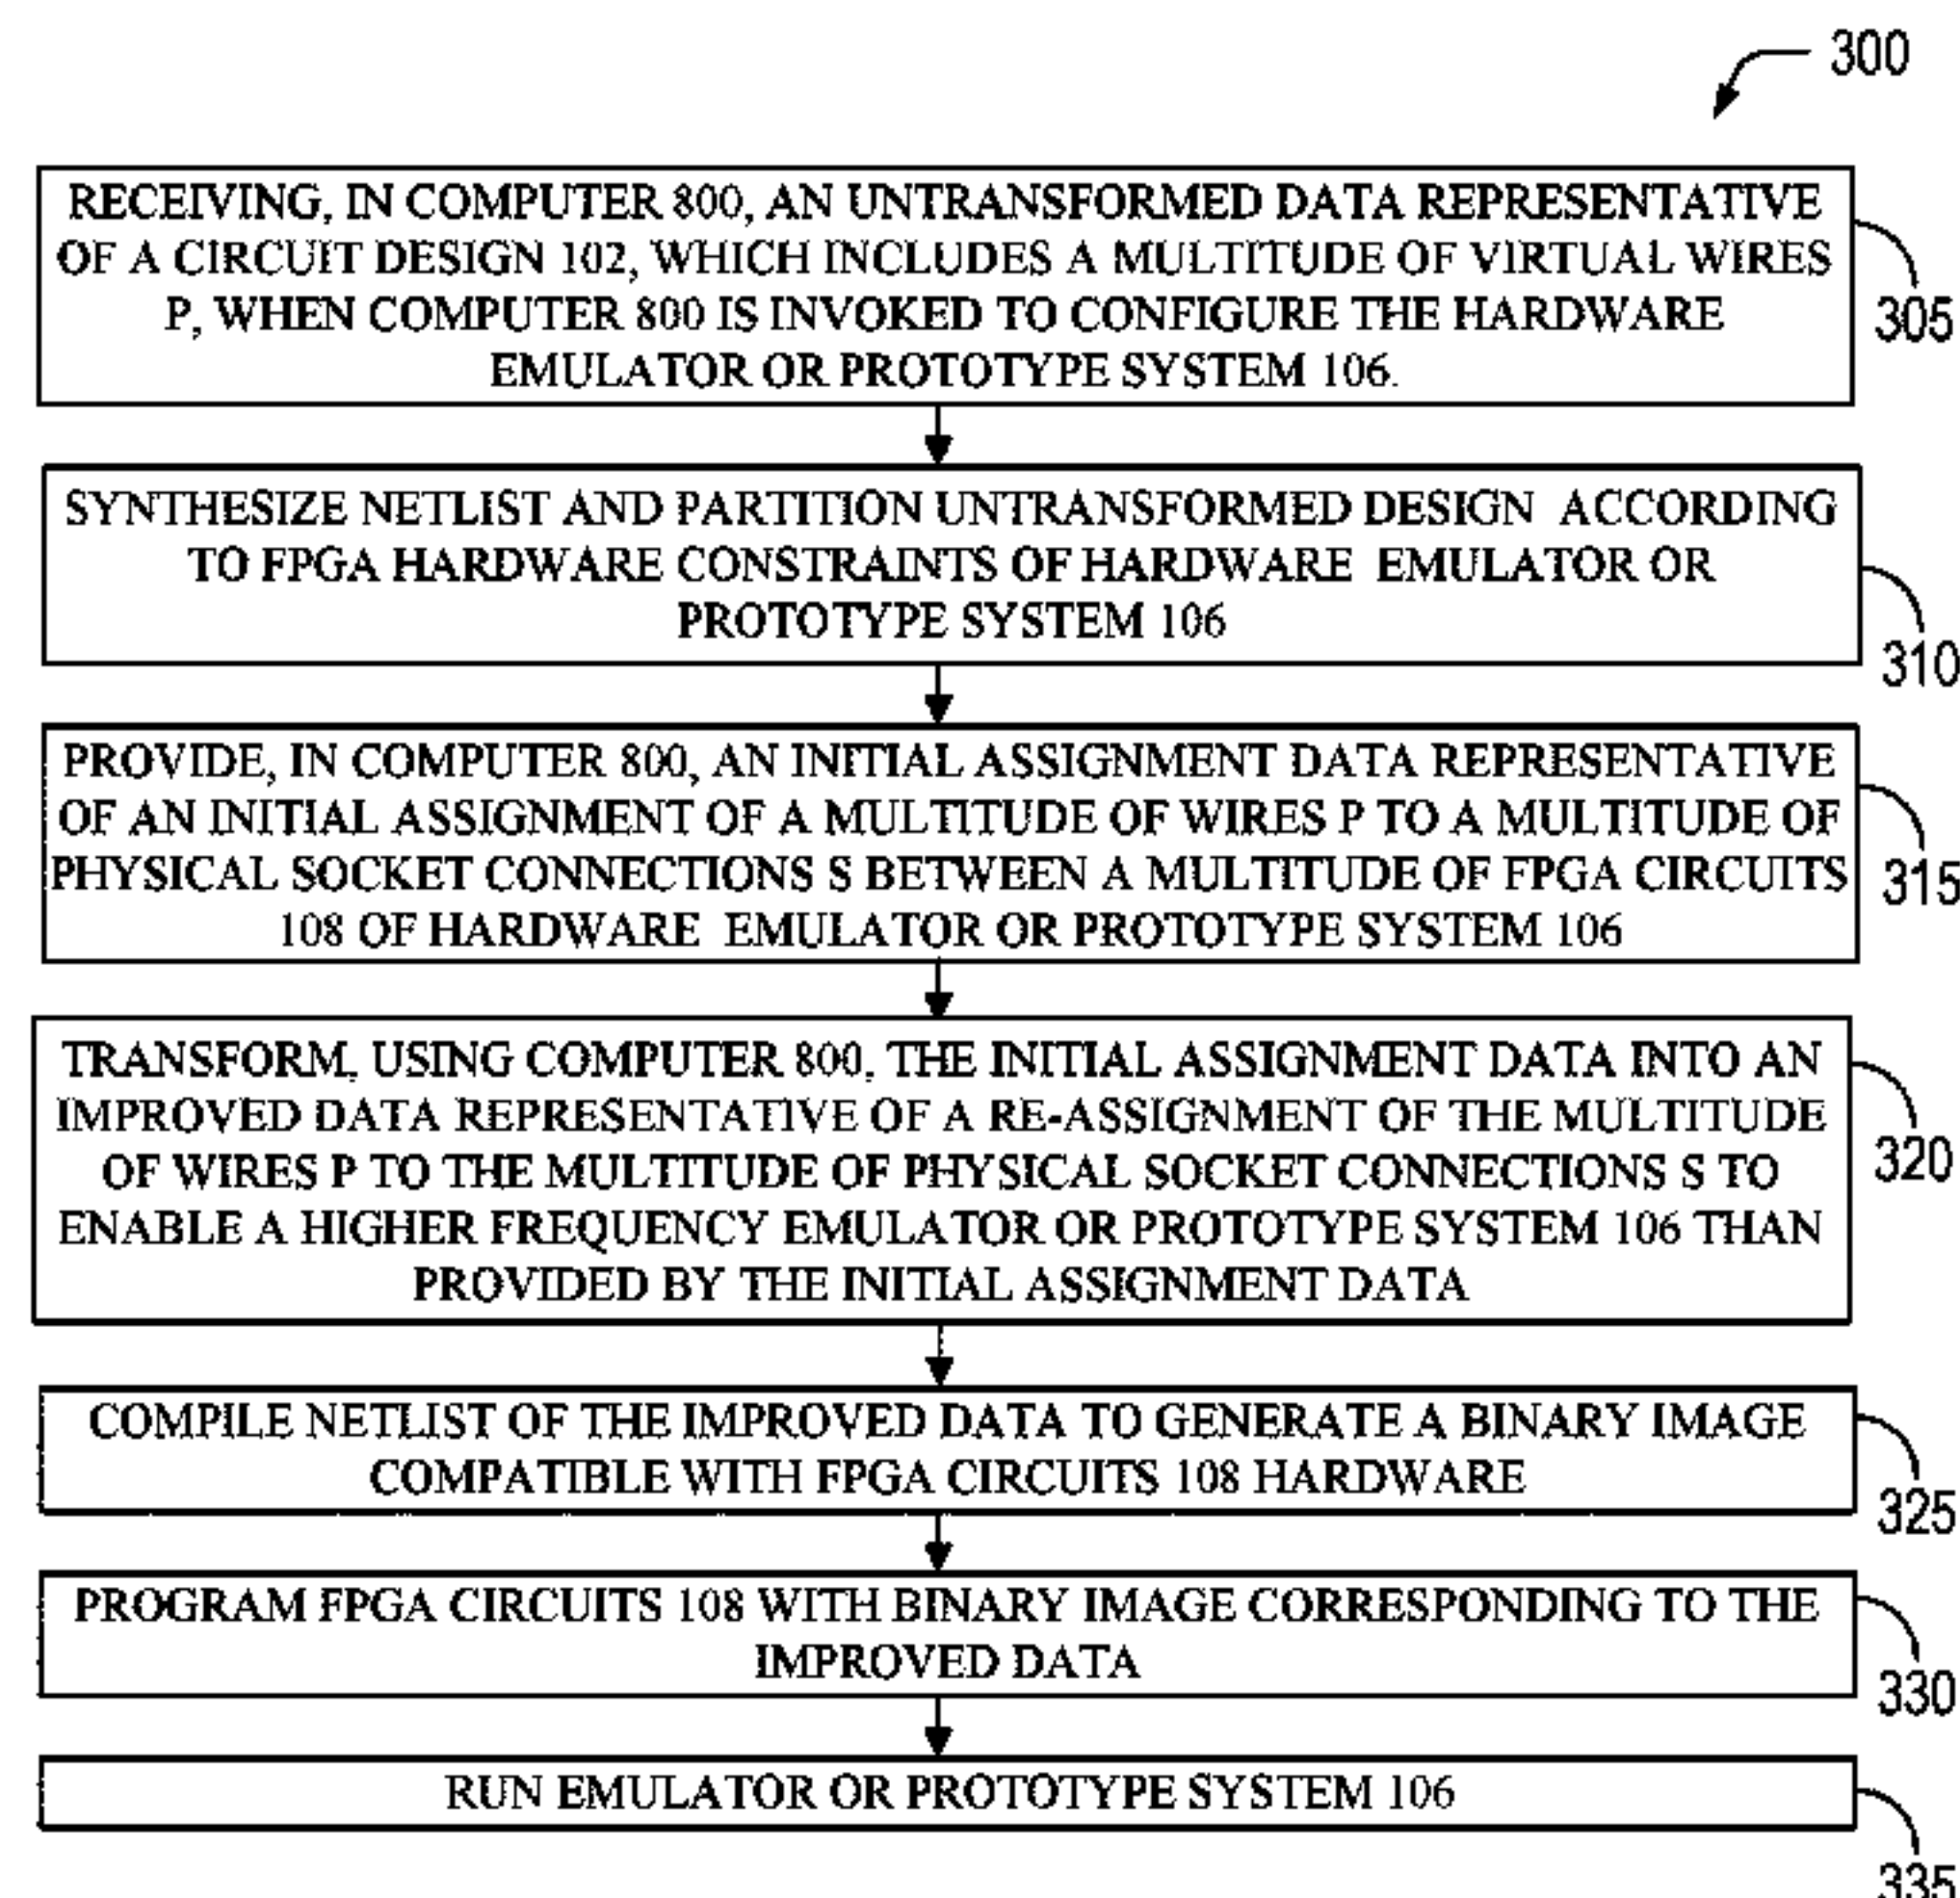 300
RECEIVING, IN COMPUTER 800, AN UNTRANSFORMED DATA REPRESENTATIVE
OF A CIRCUIT DESIGN 102, WHICH INCLUDES A MULTITUDE OF VIRTUAL WIRES
P, WHEN COMPUTER 800 IS INVOKED TO CONFIGURE THE HARDWARE
EMULATOR OR PROTOTYPE SYSTEM 106.
305
SYNTHESIZE NETLIST AND PARTITION UNTRANSFORMED DESIGN ACCORDING
TO FPGA HARDWARE CONSTRAINTS OF HARDWARE EMULATOR OR
PROTOTYPE SYSTEM 106
310
PROVIDE, IN COMPUTER 800, AN INITIAL ASSIGNMENT DATA REPRESENTATIVE
OF AN INITIAL ASSIGNMENT OF A MULTITUDE OF WIRES P TO A MULTITUDE OF
PHYSICAL SOCKET CONNECTIONS S BETWEEN A MULTITUDE OF FPGA CIRCUITS
108 OF HARDWARE EMULATOR OR PROTOTYPE SYSTEM 106
315
TRANSFORM, USING COMPUTER 800, THE INITIAL ASSIGNMENT DATA INTO AN
IMPROVED DATA REPRESENTATIVE OF A RE-ASSIGNMENT OF THE MULTITUDE
OF WIRES P TO THE MULTITUDE OF PHYSICAL SOCKET CONNECTIONS S TO
ENABLE A HIGHER FREQUENCY EMULATOR OR PROTOTYPE SYSTEM 106 THAN
PROVIDED BY THE INITIAL ASSIGNMENT DATA
320
COMPILE NETLIST OF THE IMPROVED DATA TO GENERATE A BINARY IMAGE
COMPATIBLE WITH FPGA CIRCUITS 108 HARDWARE
325
PROGRAM FPGA CIRCUITS 108 WITH BINARY IMAGE CORRESPONDING TO THE
IMPROVED DATA
330
RUN EMULATOR OR PROTOTYPE SYSTEM 106
335